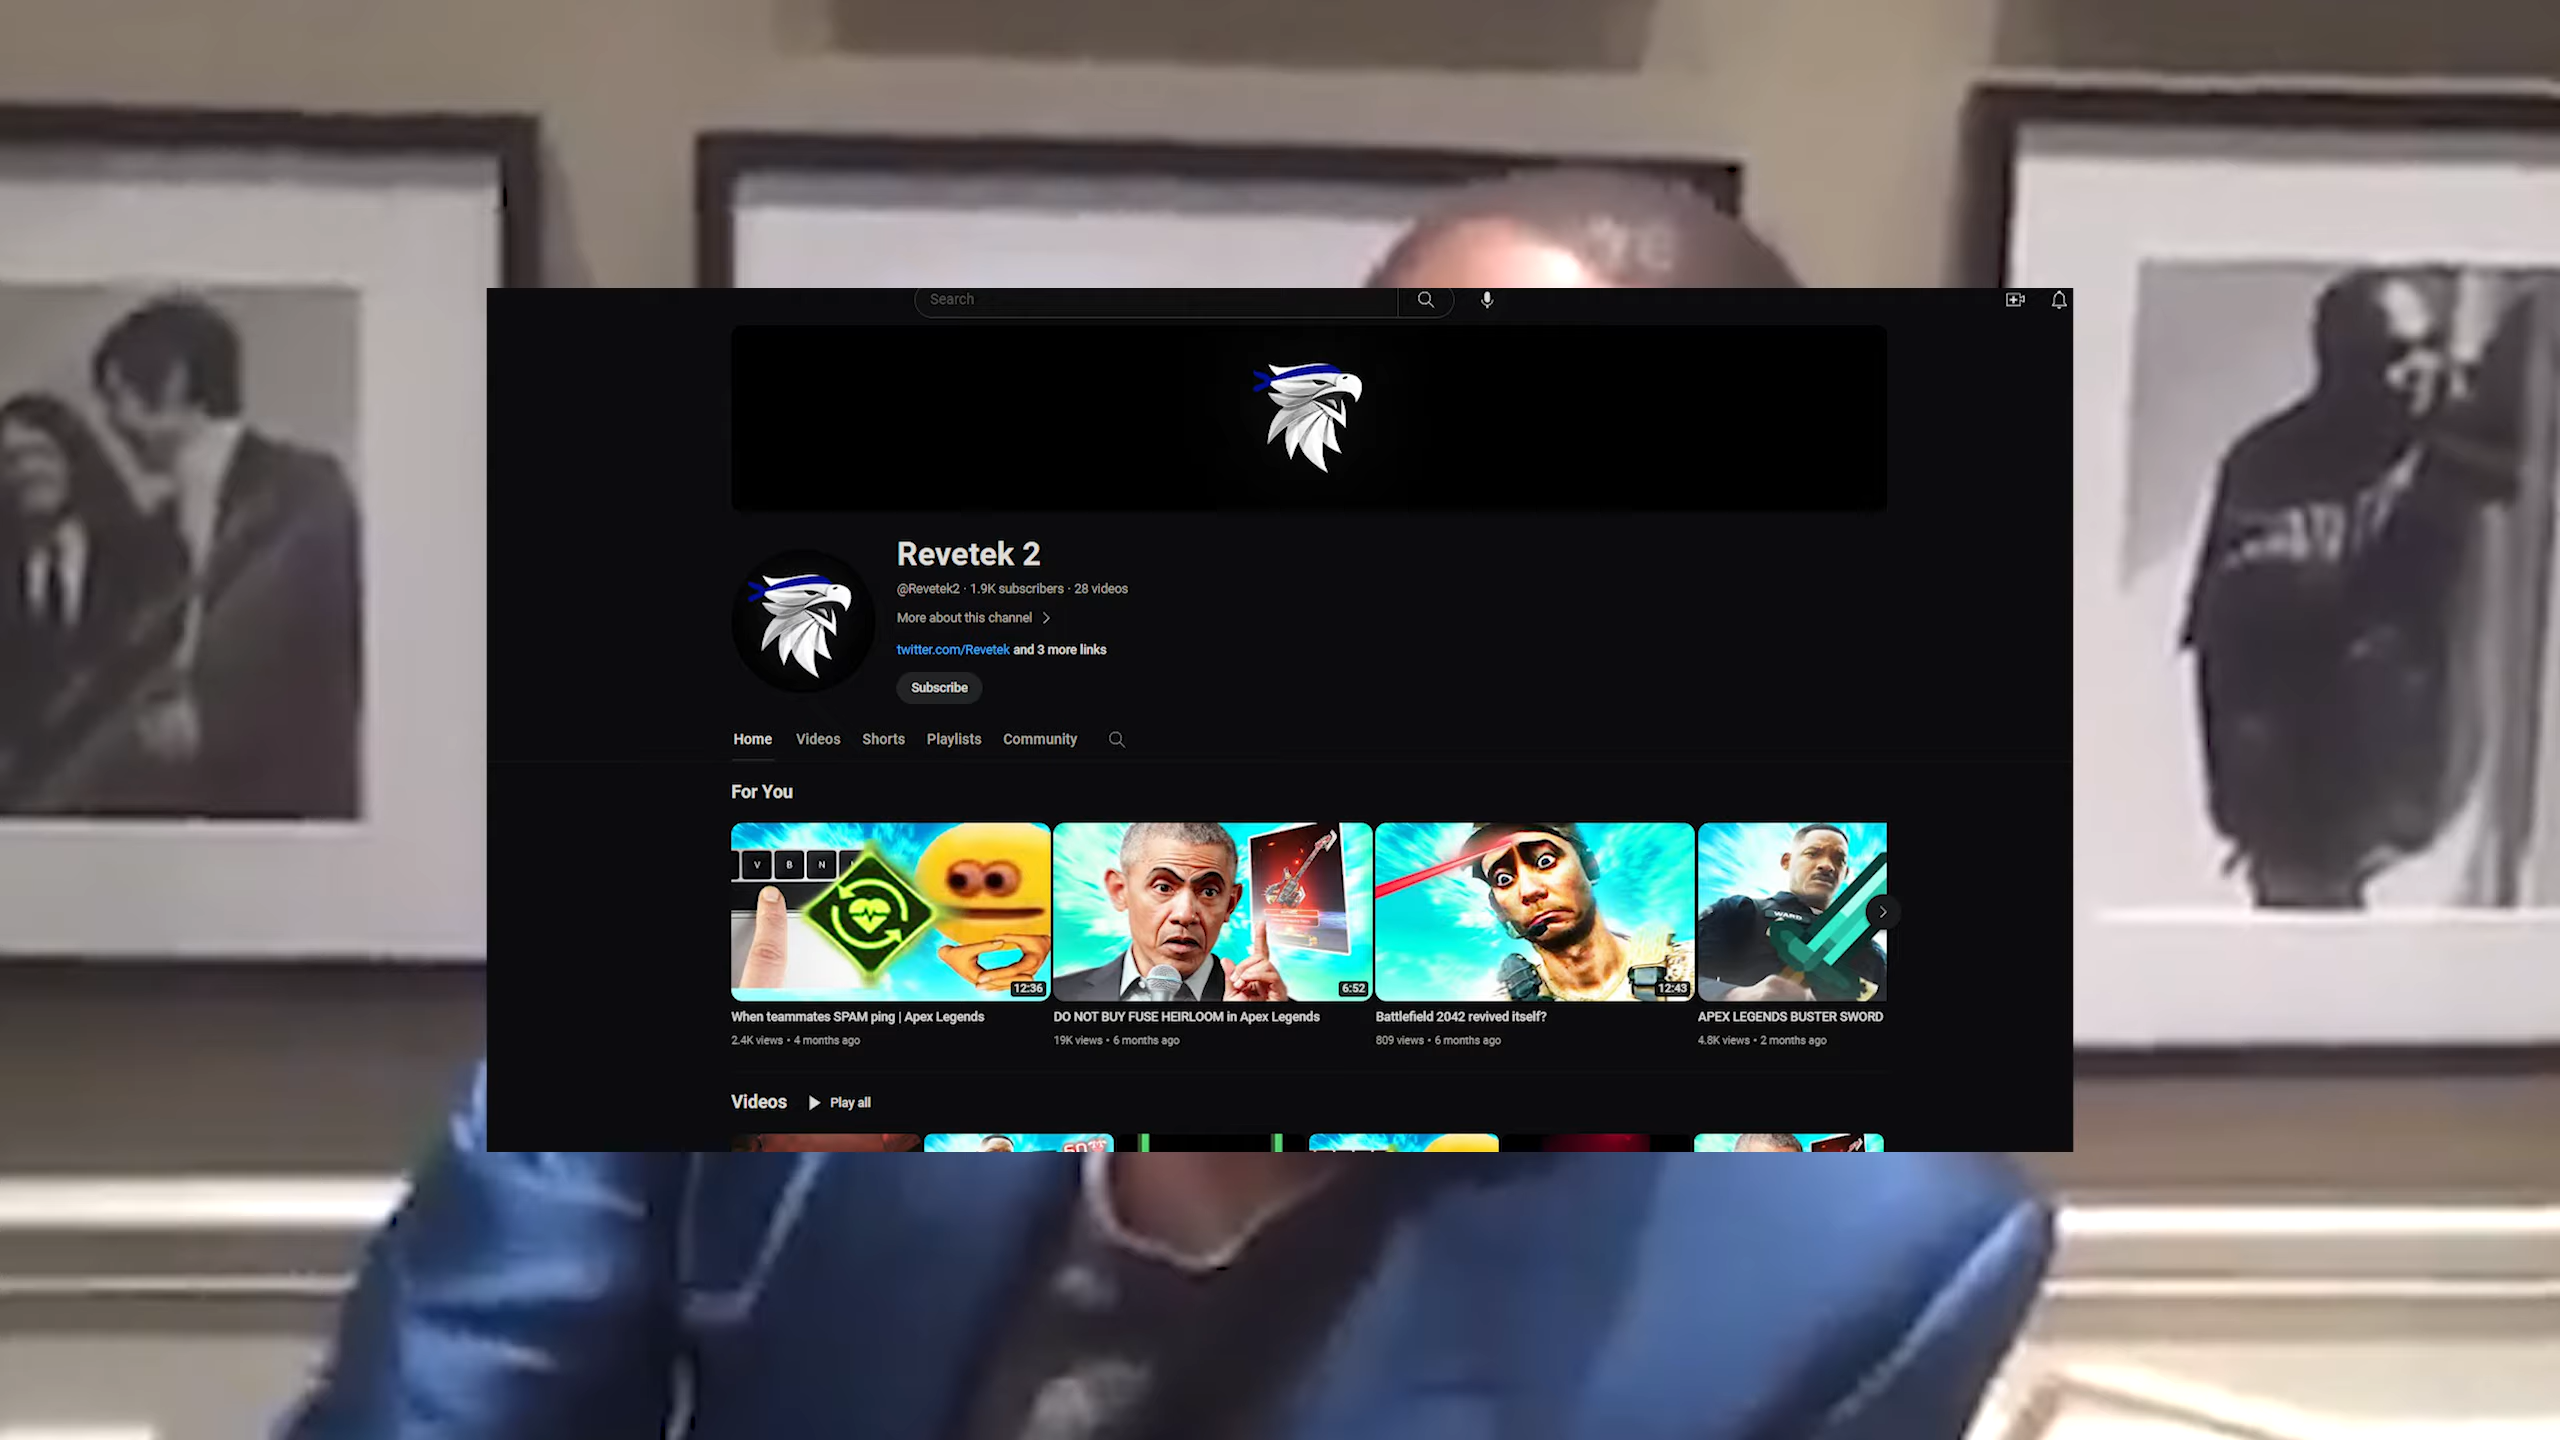 Search
Revetek 2
@Revetek2 · 1.9K subscribers · 28 videos
More about this channel
twitter.com/Revetek and 3 more links
Subscribe
Home Videos Shorts Playlists Community
For You
V B N
WARD
12:36
6:52
12:43
When teammates SPAM ping | Apex Legends
DO NOT BUY FUSE HEIRLOOM in Apex Legends
Battlefield 2042 revived itself?
APEX LEGENDS BUSTER SWORD
2.4K views • 4 months ago
19K views • 6 months ago
809 views • 6 months ago
4.8K views • 2 months ago
Videos Play all